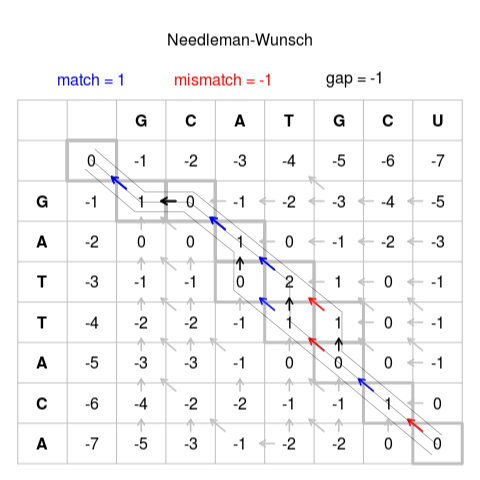 Needleman-Wunsch
match = 1 mismatch = -1 gap = -1
G C A T G C U
0 -1 -2 -3 -4 -5 -6 -7
G -1 1 0 -1 -2 -3 -4 -5
A -2 0 0 1 0 -1 -2 -3
T -3 -1 -1 0 2 1 0 -1
T -4 -2 -2 -1 1 1 0 -1
A -5 -3 -3 -1 0 0 0 -1
C -6 -4 -2 -2 -1 -1 1 0
A -7 -5 -3 -1 -2 -2 0 0